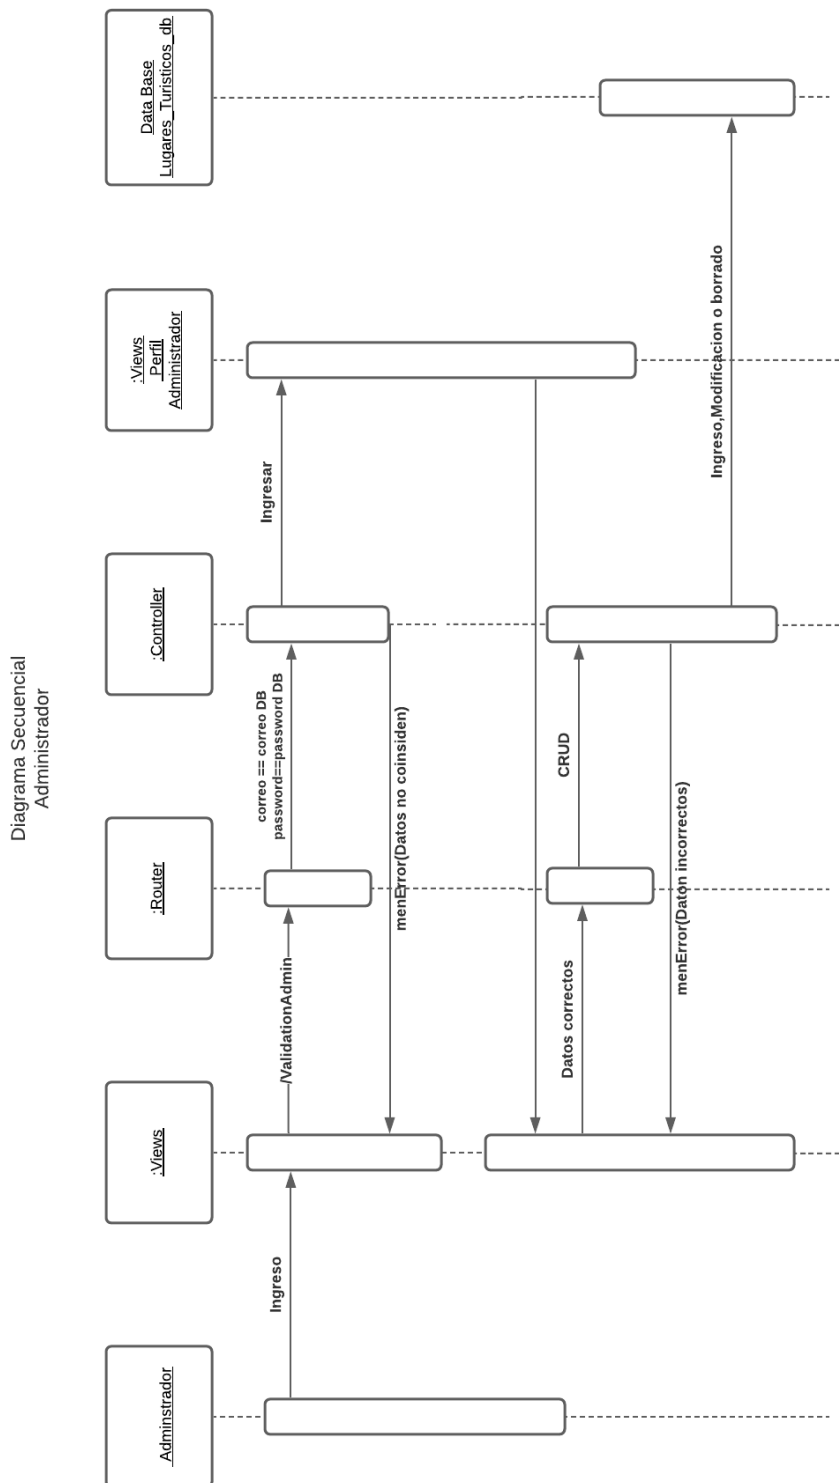 Diagrama Secuencial
Administrador
Adminstrador
:Views
:Router
:Controller
:Views
Perfil
Administrador
Data Base
Lugares_Turisticos_db
Ingreso
/ValidationAdmin
correo == correo DB
password==password DB
Ingresar
menError(Datos no coinsiden)
Datos correctos
CRUD
menError(Daton incorrectos)
Ingreso,Modificacion o borrado